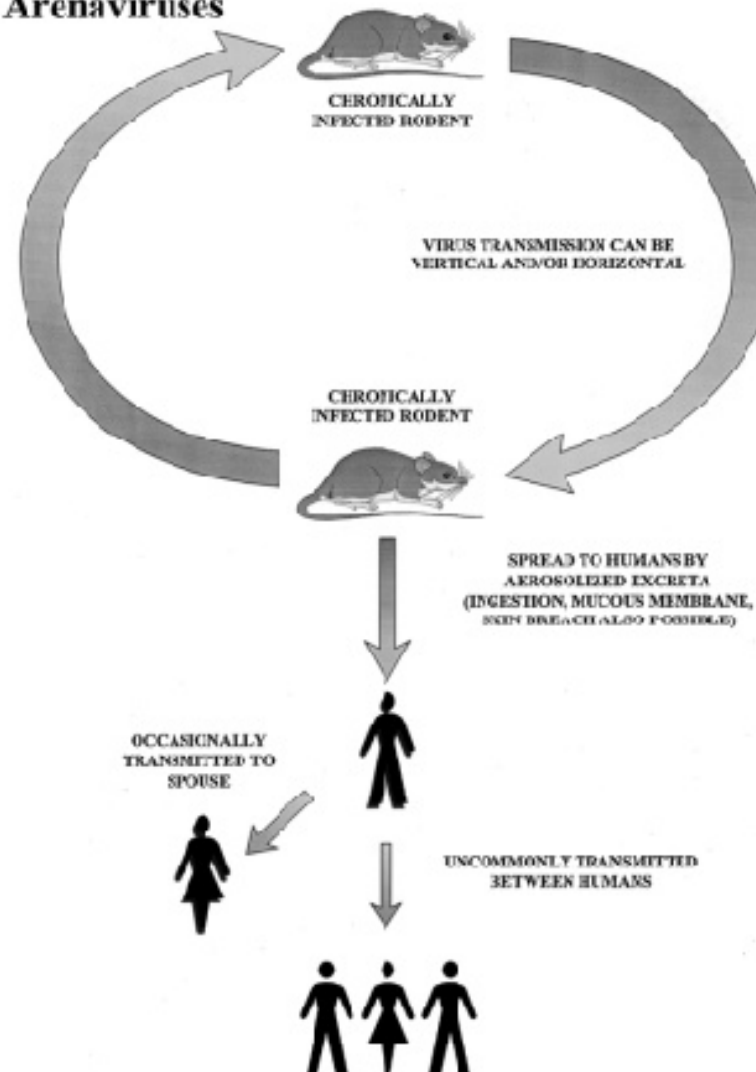 Arenaviruses
CHRONICALLY
INFECTED RODENT
VIRUS TRANSMISSION CAN BE
VERTICAL AND/OR HORIZONTAL
CHRONICALLY
INFECTED RODENT
SPREAD TO HUMANS BY
AEROSOLIZED EXCRETA
(INGESTION, MUCOUS MEMBRANE,
SKIN BREACH ALSO POSSIBLE)
OCCASIONALLY
TRANSMITTED TO
SPOUSE
UNCOMMONLY TRANSMITTED
BETWEEN HUMANS